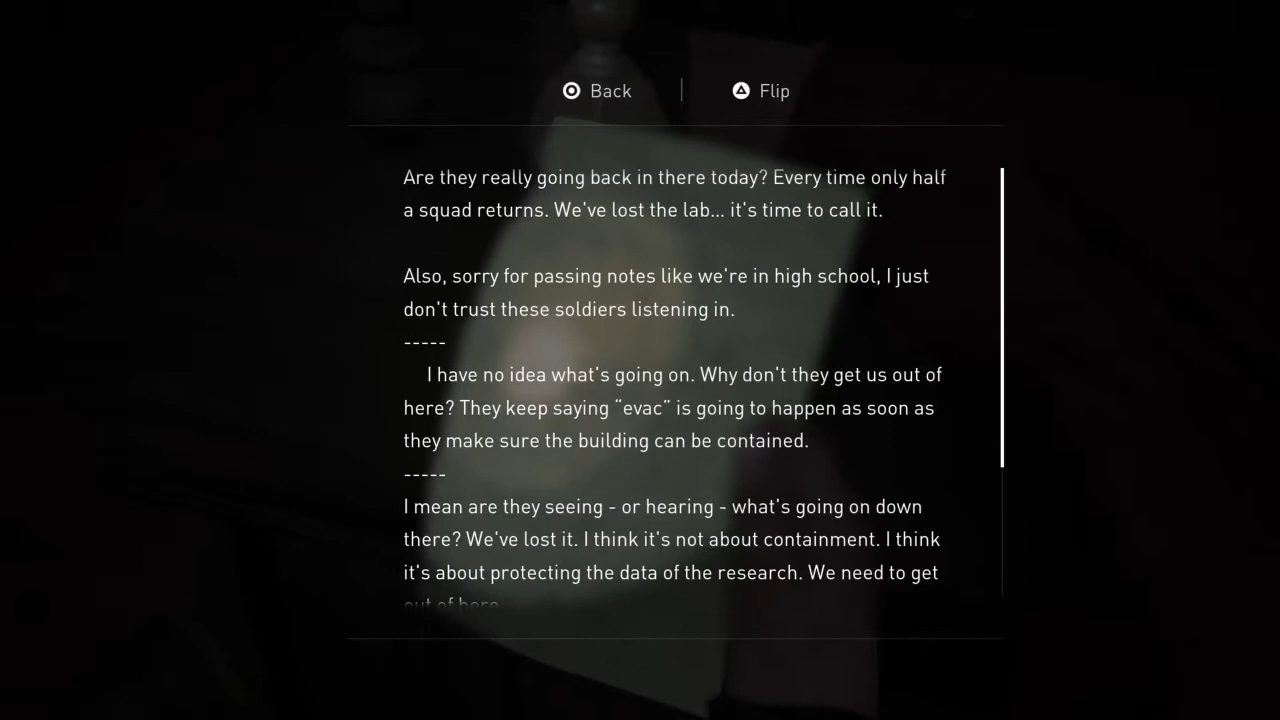 Back | Flip
Are they really going back in there today? Every time only half
a squad returns. We've lost the lab... it's time to call it.
Also, sorry for passing notes like we're in high school, I just
don't trust these soldiers listening in.
-----
I have no idea what's going on. Why don't they get us out of
here? They keep saying “evac” is going to happen as soon as
they make sure the building can be contained.
-----
I mean are they seeing - or hearing - what's going on down
there? We've lost it. I think it's not about containment. I think
it's about protecting the data of the research. We need to get
out of here